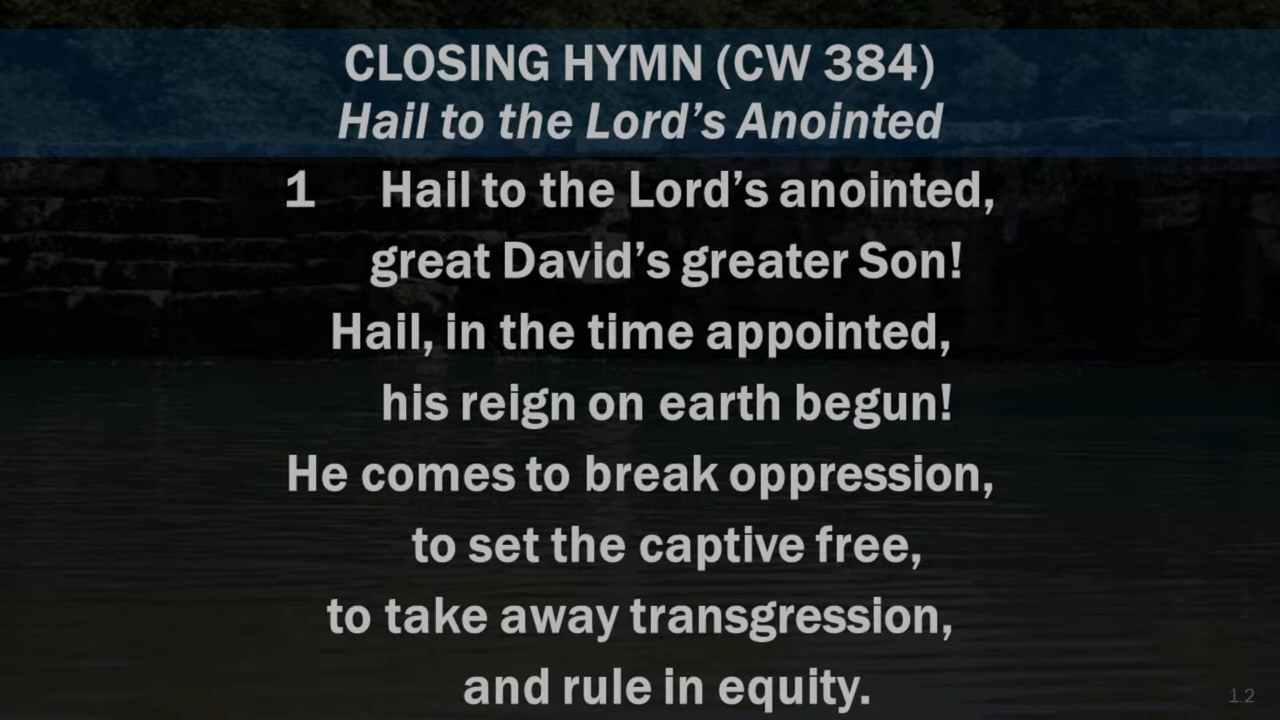 CLOSING HYMN (CW 384)
Hail to the Lord’s Anointed
1 Hail to the Lord’s anointed,
great David’s greater Son!
Hail, in the time appointed,
his reign on earth begun!
He comes to break oppression,
to set the captive free,
to take away transgression,
and rule in equity.
1.2